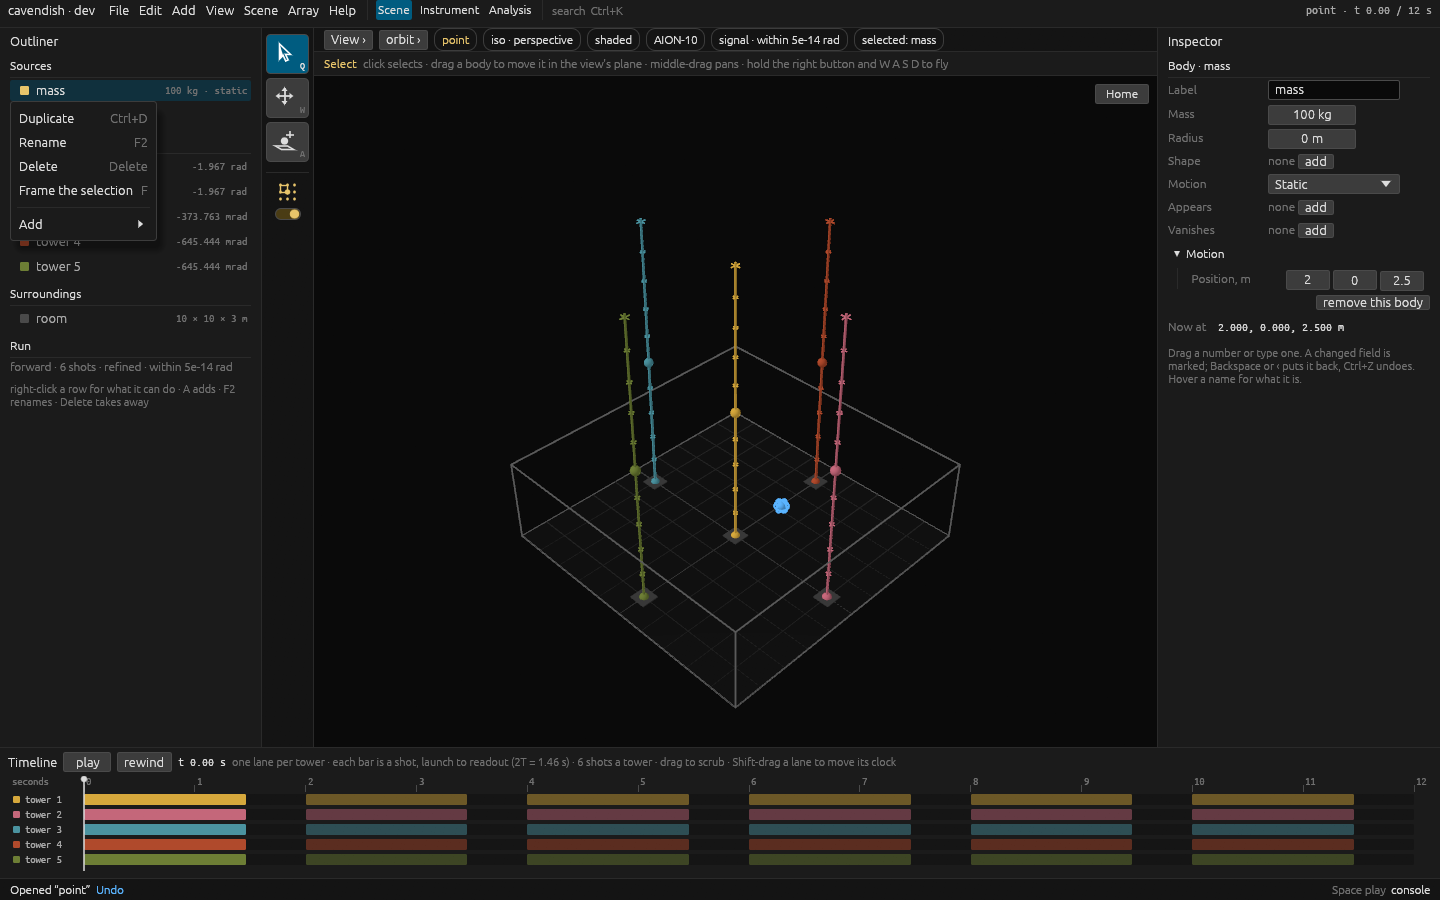 cavendish · dev File Edit Add View Scene Array Help Scene Instrument Analysis search Ctrl+K point · t 0.00 / 12 s
Outliner
Sources
mass 100 kg · static
Duplicate Ctrl+D
Rename F2
Delete Delete
Frame the selection F
Add
-1.967 rad
-1.967 rad
-373.763 mrad
tower 4 -645.444 mrad
tower 5 -645.444 mrad
Surroundings
room 10 × 10 × 3 m
Run
forward · 6 shots · refined · within 5e-14 rad
right-click a row for what it can do · A adds · F2
renames · Delete takes away
Q
W
A
View › orbit › point iso · perspective shaded AION-10 signal · within 5e-14 rad selected: mass
Select click selects · drag a body to move it in the view's plane · middle-drag pans · hold the right button and W A S D to fly
Home
Inspector
Body · mass
Label mass
Mass 100 kg
Radius 0 m
Shape none add
Motion Static
Appears none add
Vanishes none add
Motion
Position, m 2 0 2.5
remove this body
Now at 2.000, 0.000, 2.500 m
Drag a number or type one. A changed field is
marked; Backspace or ‹ puts it back, Ctrl+Z undoes.
Hover a name for what it is.
Timeline play rewind t 0.00 s one lane per tower · each bar is a shot, launch to readout (2T = 1.46 s) · 6 shots a tower · drag to scrub · Shift-drag a lane to move its clock
seconds 0 1 2 3 4 5 6 7 8 9 10 11 12
tower 1
tower 2
tower 3
tower 4
tower 5
Opened “point” Undo Space play console